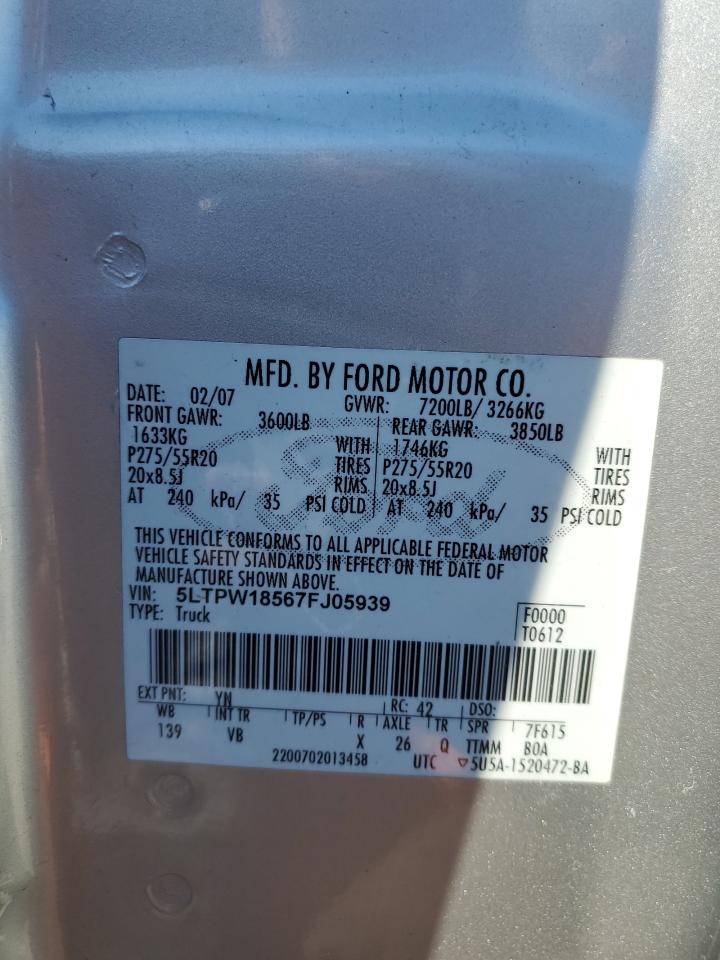 MFD. BY FORD MOTOR CO.
DATE: 02/07 GVWR: 7200LB/ 3266KG
FRONT GAWR: 3600LB REAR GAWR: 3850LB
1633KG WITH 1746KG WITH
P275/55R20 TIRES P275/55R20 TIRES
20x8.5J RIMS 20x8.5J RIMS
AT 240 kPa/ 35 PSI COLD AT 240 kPa/ 35 PSI COLD
Ford
THIS VEHICLE CONFORMS TO ALL APPLICABLE FEDERAL MOTOR
VEHICLE SAFETY STANDARDS IN EFFECT ON THE DATE OF
MANUFACTURE SHOWN ABOVE.
VIN: 5LTPW18567FJ05939
TYPE: Truck
F0000
T0612
EXT PNT: YN RC: 42 DSO:
WB INT TR TP/PS R AXLE TR SPR 7F615
139 VB X 26 Q TTMM BOA
2200702013458 UTC ▽5U5A-1520472-BA